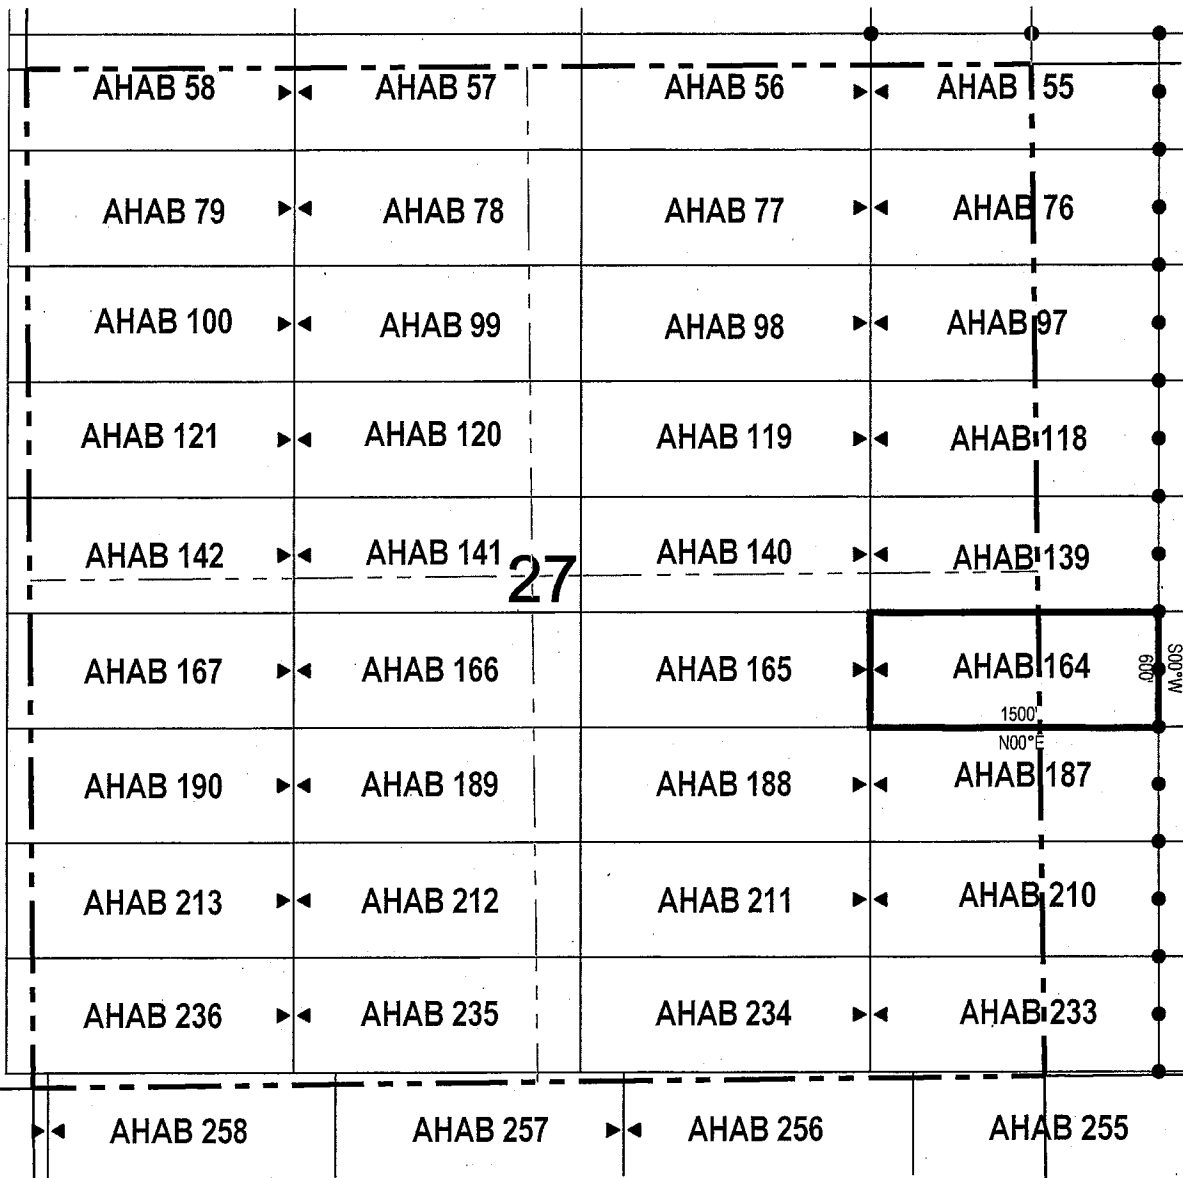 AHAB 58 AHAB 57 AHAB 56 AHAB 55
AHAB 79 AHAB 78 AHAB 77 AHAB 76
AHAB 100 AHAB 99 AHAB 98 AHAB 97
AHAB 121 AHAB 120 AHAB 119 AHAB 118
AHAB 142 AHAB 141 AHAB 140 AHAB 139
27
AHAB 167 AHAB 166 AHAB 165 AHAB 164
600'
S00°W
1500'
N00°E
AHAB 190 AHAB 189 AHAB 188 AHAB 187
AHAB 213 AHAB 212 AHAB 211 AHAB 210
AHAB 236 AHAB 235 AHAB 234 AHAB 233
AHAB 258 AHAB 257 AHAB 256 AHAB 255